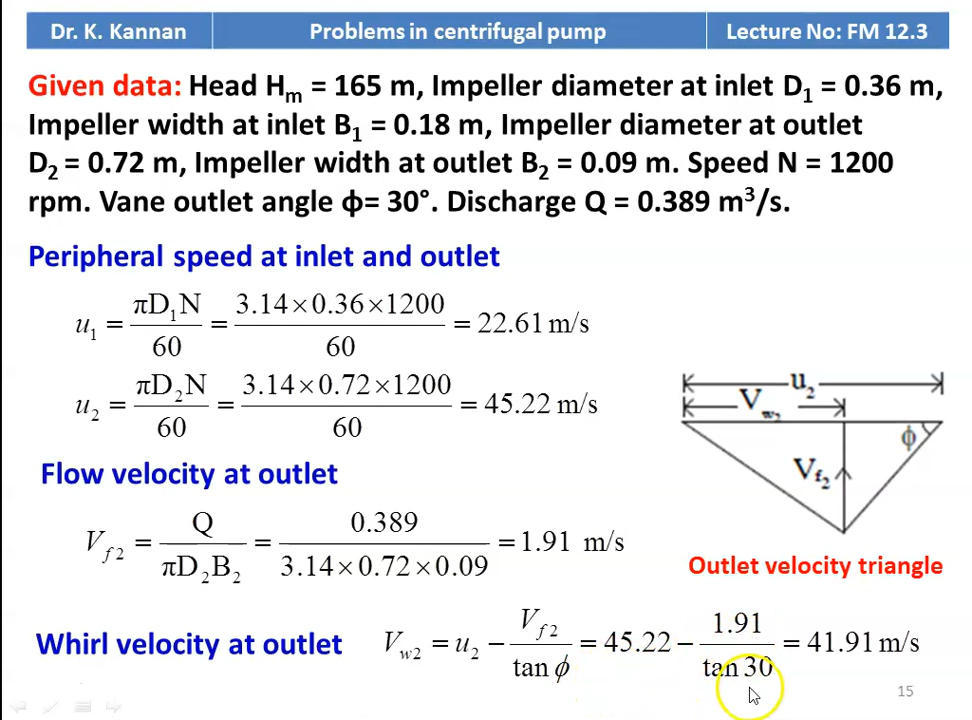 Dr. K. Kannan
Problems in centrifugal pump
Lecture No: FM 12.3
Given data: Head Hm = 165 m, Impeller diameter at inlet D1 = 0.36 m,
Impeller width at inlet B1 = 0.18 m, Impeller diameter at outlet
D2 = 0.72 m, Impeller width at outlet B2 = 0.09 m. Speed N = 1200
rpm. Vane outlet angle ϕ= 30°. Discharge Q = 0.389 m³/s.
Peripheral speed at inlet and outlet
u1 = πD1N/60 = 3.14×0.36×1200/60 = 22.61 m/s
u2 = πD2N/60 = 3.14×0.72×1200/60 = 45.22 m/s
u2
Vw2
ϕ
Vf2
Flow velocity at outlet
Vf2 = Q/πD2B2 = 0.389/3.14×0.72×0.09 = 1.91 m/s
Outlet velocity triangle
Whirl velocity at outlet Vw2 = u2 − Vf2/tan ϕ = 45.22 − 1.91/tan 30 = 41.91 m/s
15